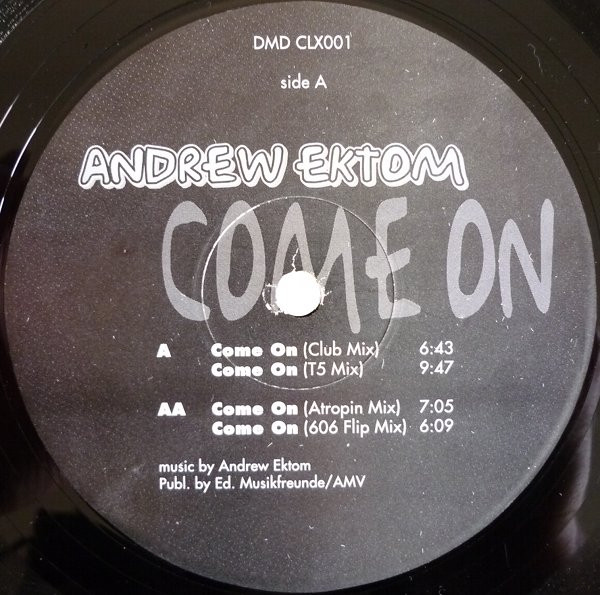 DMD CLX001
side A
ANDREW EKTOM
COME ON
A Come On (Club Mix) 6:43
Come On (T5 Mix) 9:47
AA Come On (Atropin Mix) 7:05
Come On (606 Flip Mix) 6:09
music by Andrew Ektom
Publ. by Ed. Musikfreunde/AMV